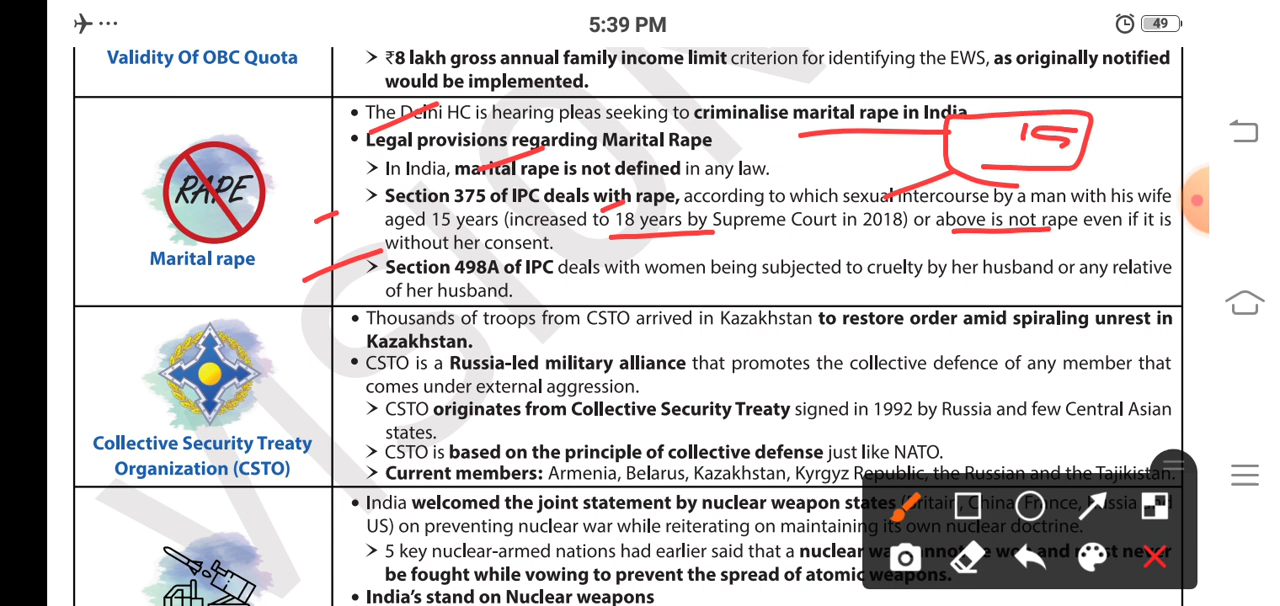 5:39 PM
49
Validity Of OBC Quota
➢ ₹8 lakh gross annual family income limit criterion for identifying the EWS, as originally notified
would be implemented.
RAPE
Marital rape
• The Delhi HC is hearing pleas seeking to criminalise marital rape in India.
15
• Legal provisions regarding Marital Rape
➢ In India, marital rape is not defined in any law.
➢ Section 375 of IPC deals with rape, according to which sexual intercourse by a man with his wife
aged 15 years (increased to 18 years by Supreme Court in 2018) or above is not rape even if it is
without her consent.
➢ Section 498A of IPC deals with women being subjected to cruelty by her husband or any relative
of her husband.
Collective Security Treaty
Organization (CSTO)
• Thousands of troops from CSTO arrived in Kazakhstan to restore order amid spiraling unrest in
Kazakhstan.
• CSTO is a Russia-led military alliance that promotes the collective defence of any member that
comes under external aggression.
➢ CSTO originates from Collective Security Treaty signed in 1992 by Russia and few Central Asian
states.
➢ CSTO is based on the principle of collective defense just like NATO.
➢ Current members: Armenia, Belarus, Kazakhstan, Kyrgyz Republic, the Russian and the Tajikistan.
• India welcomed the joint statement by nuclear weapon states (Britain, China, France, Russia and
US) on preventing nuclear war while reiterating on maintaining its own nuclear doctrine.
➢ 5 key nuclear-armed nations had earlier said that a nuclear war cannot be won and must never
be fought while vowing to prevent the spread of atomic weapons.
• India's stand on Nuclear weapons
VISION